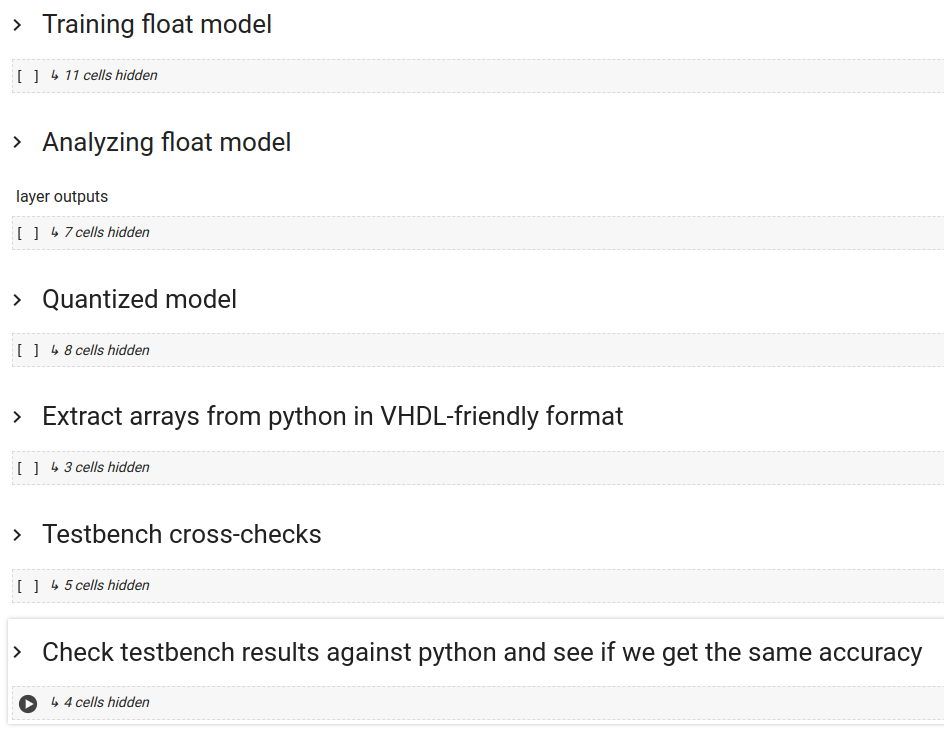 Training float model
[ ] ↳ 11 cells hidden
Analyzing float model
layer outputs
[ ] ↳ 7 cells hidden
Quantized model
[ ] ↳ 8 cells hidden
Extract arrays from python in VHDL-friendly format
[ ] ↳ 3 cells hidden
Testbench cross-checks
[ ] ↳ 5 cells hidden
Check testbench results against python and see if we get the same accuracy
↳ 4 cells hidden